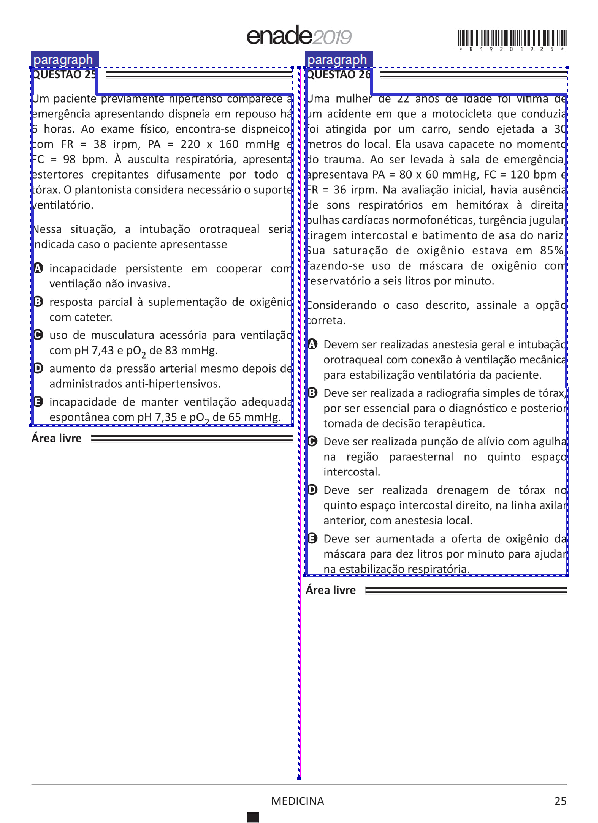 enade2019
paragraph
QUESTÃO 25
Um paciente previamente hipertenso comparece à
emergência apresentando dispneia em repouso há
6 horas. Ao exame físico, encontra-se dispneico,
com FR = 38 irpm, PA = 220 x 160 mmHg e
FC = 98 bpm. À ausculta respiratória, apresenta
estertores crepitantes difusamente por todo o
tórax. O plantonista considera necessário o suporte
ventilatório.
Nessa situação, a intubação orotraqueal seria
indicada caso o paciente apresentasse
A incapacidade persistente em cooperar com
ventilação não invasiva.
B resposta parcial à suplementação de oxigênio
com cateter.
C uso de musculatura acessória para ventilação
com pH 7,43 e pO2 de 83 mmHg.
D aumento da pressão arterial mesmo depois de
administrados anti-hipertensivos.
E incapacidade de manter ventilação adequada
espontânea com pH 7,35 e pO2 de 65 mmHg.
Área livre
paragraph
QUESTÃO 26
Uma mulher de 22 anos de idade foi vítima de
um acidente em que a motocicleta que conduzia
foi atingida por um carro, sendo ejetada a 30
metros do local. Ela usava capacete no momento
do trauma. Ao ser levada à sala de emergência,
apresentava PA = 80 x 60 mmHg, FC = 120 bpm e
FR = 36 irpm. Na avaliação inicial, havia ausência
de sons respiratórios em hemitórax à direita,
bulhas cardíacas normofonéticas, turgência jugular,
tiragem intercostal e batimento de asa do nariz.
Sua saturação de oxigênio estava em 85%,
fazendo-se uso de máscara de oxigênio com
reservatório a seis litros por minuto.
Considerando o caso descrito, assinale a opção
correta.
A Devem ser realizadas anestesia geral e intubação
orotraqueal com conexão à ventilação mecânica
para estabilização ventilatória da paciente.
B Deve ser realizada a radiografia simples de tórax,
por ser essencial para o diagnóstico e posterior
tomada de decisão terapêutica.
C Deve ser realizada punção de alívio com agulha
na região paraesternal no quinto espaço
intercostal.
D Deve ser realizada drenagem de tórax no
quinto espaço intercostal direito, na linha axilar
anterior, com anestesia local.
E Deve ser aumentada a oferta de oxigênio da
máscara para dez litros por minuto para ajudar
na estabilização respiratória.
Área livre
MEDICINA
25